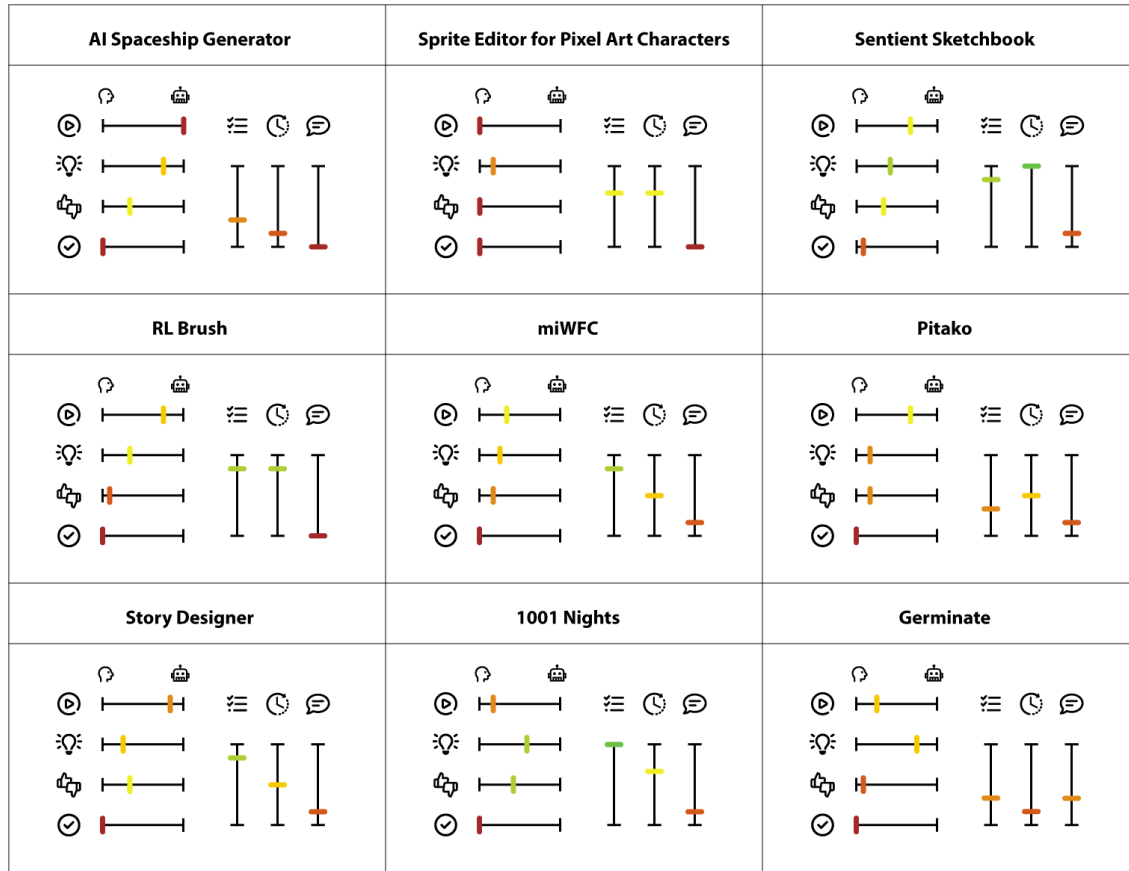 AI Spaceship Generator
Sprite Editor for Pixel Art Characters
Sentient Sketchbook
RL Brush
miWFC
Pitako
Story Designer
1001 Nights
Germinate